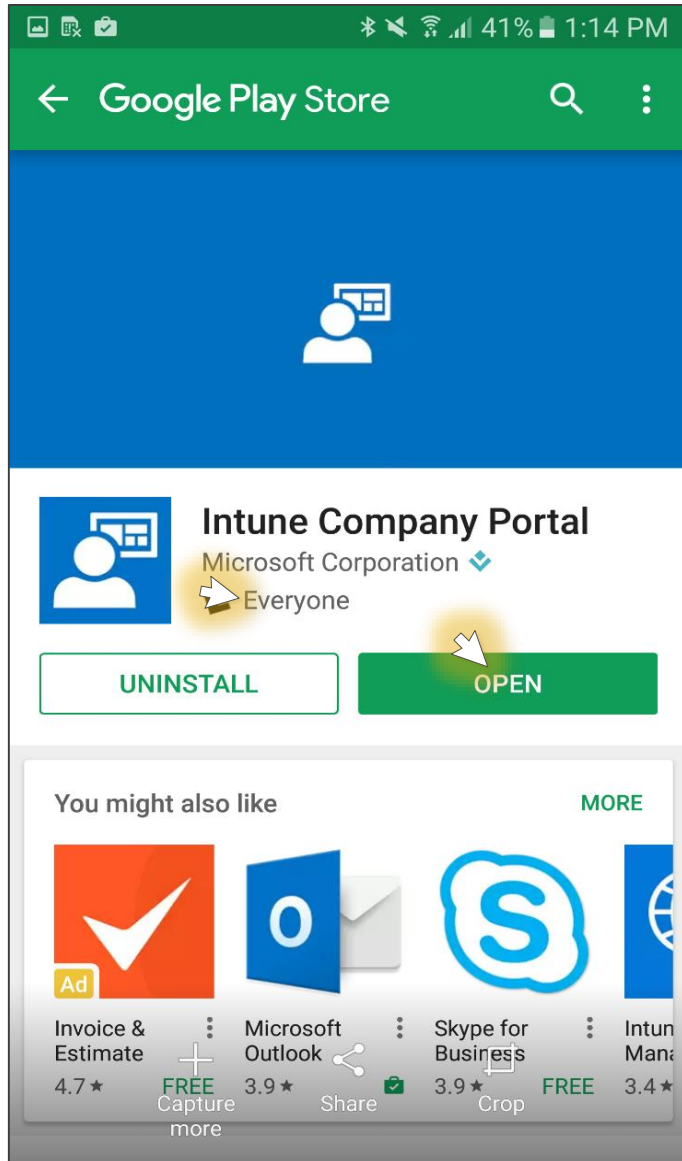 41% 1:14 PM
Google Play Store
Intune Company Portal
Microsoft Corporation
Everyone
UNINSTALL
OPEN
You might also like
MORE
O
S
Ad
Invoice &
Estimate
4.7★ FREE
Microsoft
Outlook
3.9★
Skype for
Business
3.9★ FREE
Intun
Mana
3.4★
Capture
more
Share
Crop